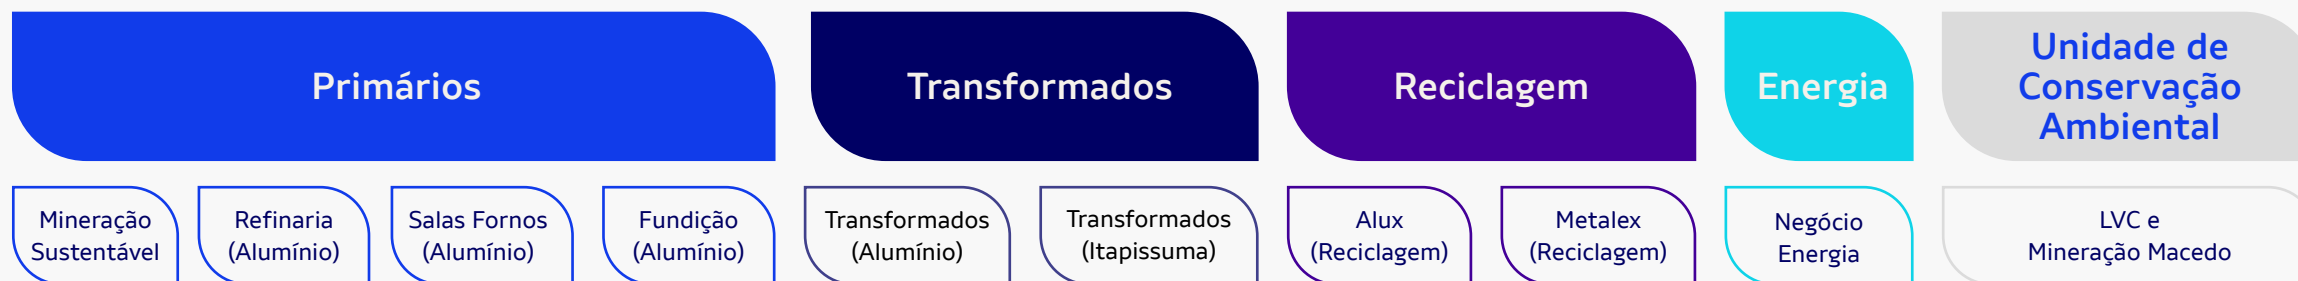 Primários
Transformados
Reciclagem
Energia
Unidade de
Conservação
Ambiental
Mineração
Sustentável
Refinaria
(Alumínio)
Salas Fornos
(Alumínio)
Fundição
(Alumínio)
Transformados
(Alumínio)
Transformados
(Itapissuma)
Alux
(Reciclagem)
Metalex
(Reciclagem)
Negócio
Energia
LVC e
Mineração Macedo